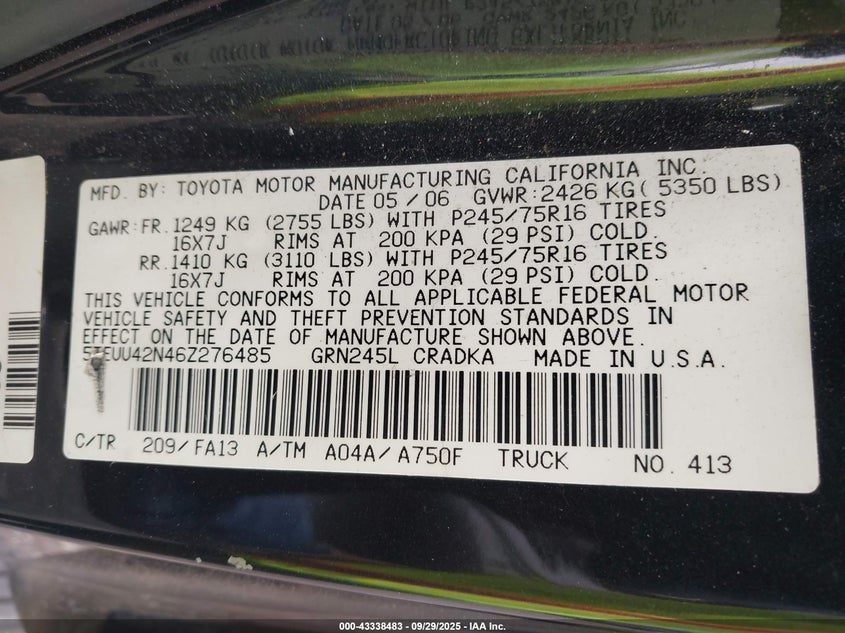 MFD. BY: TOYOTA MOTOR MANUFACTURING CALIFORNIA INC.
DATE 05 / 06 GVWR:2426 KG( 5350 LBS)
GAWR:FR. 1249 KG (2755 LBS) WITH P245/75R16 TIRES
16X7J RIMS AT 200 KPA (29 PSI) COLD.
RR. 1410 KG (3110 LBS) WITH P245/75R16 TIRES
16X7J RIMS AT 200 KPA (29 PSI) COLD.
THIS VEHICLE CONFORMS TO ALL APPLICABLE FEDERAL MOTOR
VEHICLE SAFETY AND THEFT PREVENTION STANDARDS IN
EFFECT ON THE DATE OF MANUFACTURE SHOWN ABOVE.
5TEUU42N46Z276485 GRN245L CRADKA MADE IN U.S.A.
C/TR 209/FA13 A/TM A04A/A750F TRUCK NO. 413
000-43338483 - 09/29/2025 - IAA Inc.